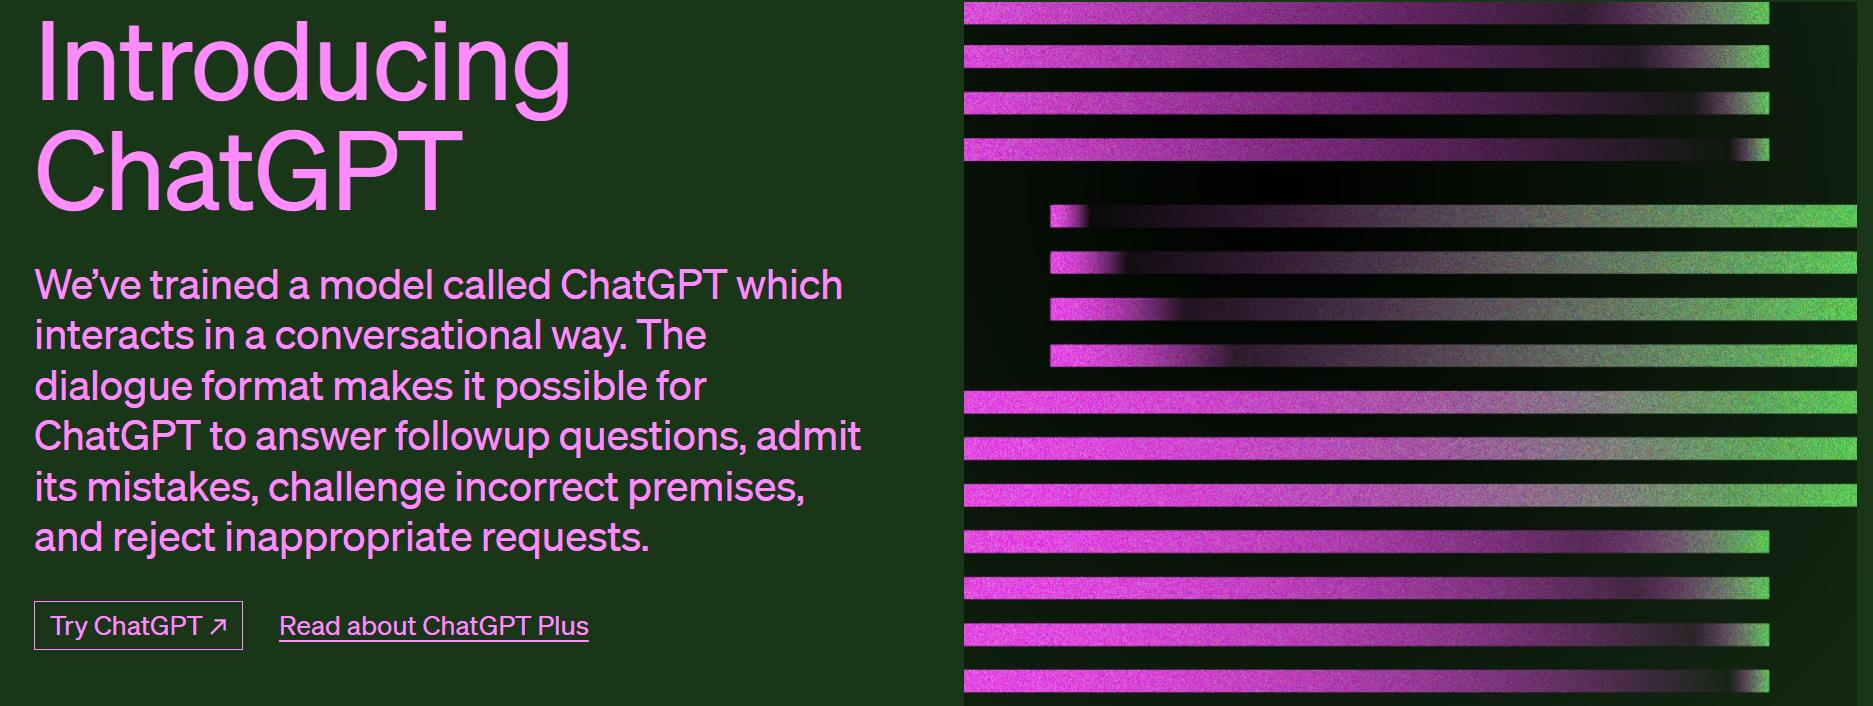 Introducing
ChatGPT
We’ve trained a model called ChatGPT which
interacts in a conversational way. The
dialogue format makes it possible for
ChatGPT to answer followup questions, admit
its mistakes, challenge incorrect premises,
and reject inappropriate requests.
Try ChatGPT ↗ Read about ChatGPT Plus